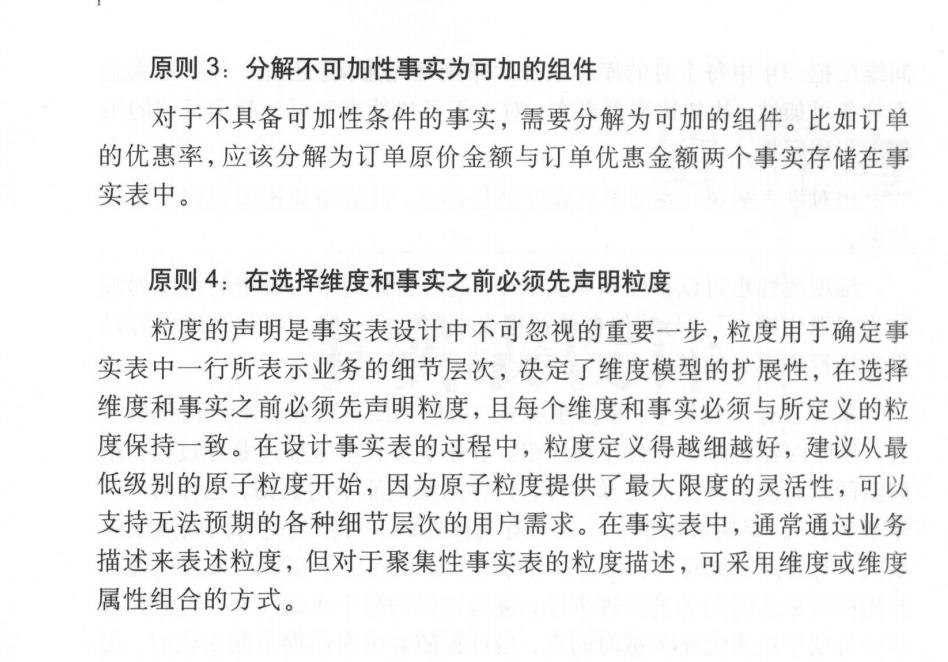 原则 3：分解不可加性事实为可加的组件
对于不具备可加性条件的事实，需要分解为可加的组件。比如订单
的优惠率，应该分解为订单原价金额与订单优惠金额两个事实存储在事
实表中。
原则 4：在选择维度和事实之前必须先声明粒度
粒度的声明是事实表设计中不可忽视的重要一步，粒度用于确定事
实表中一行所表示业务的细节层次，决定了维度模型的扩展性，在选择
维度和事实之前必须先声明粒度，且每个维度和事实必须与所定义的粒
度保持一致。在设计事实表的过程中，粒度定义得越细越好，建议从最
低级别的原子粒度开始，因为原子粒度提供了最大限度的灵活性，可以
支持无法预期的各种细节层次的用户需求。在事实表中，通常通过业务
描述来表述粒度，但对于聚集性事实表的粒度描述，可采用维度或维度
属性组合的方式。